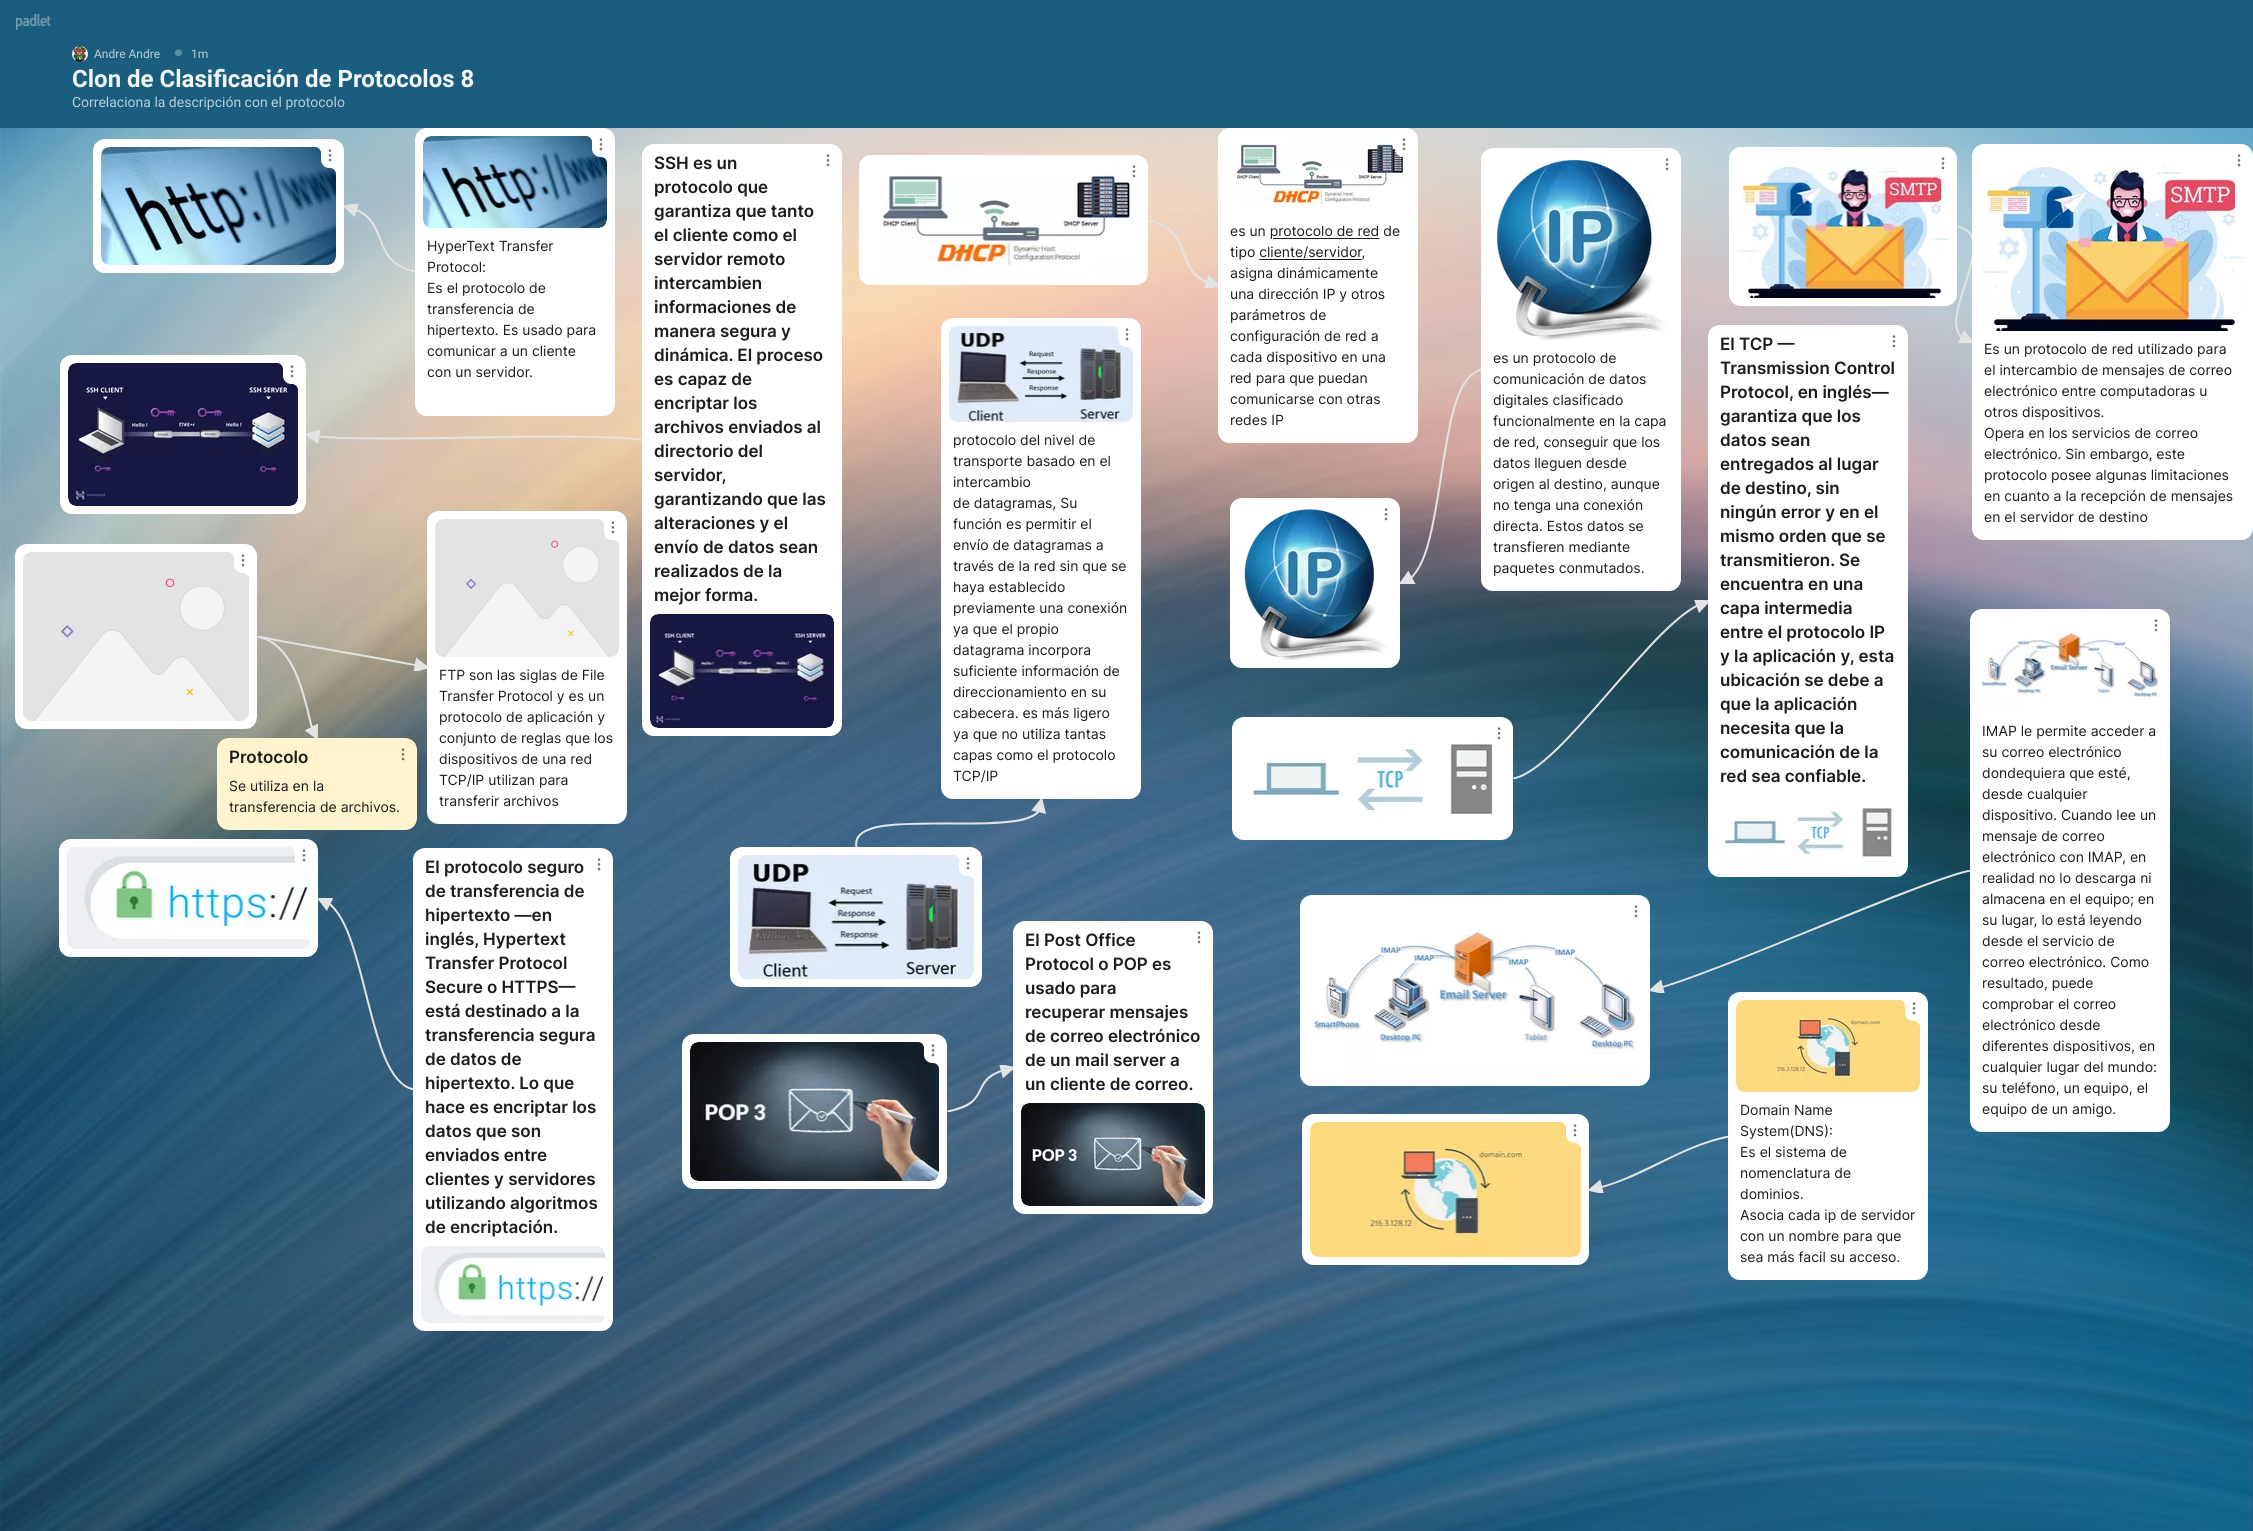 padlet
Andre Andre
1m
Clon de Clasificación de Protocolos 8
Correlaciona la descripción con el protocolo
http://www
http://www
HyperText Transfer
Protocol:
Es el protocolo de
transferencia de
hipertexto. Es usado para
comunicar a un cliente
con un servidor.
SSH CLIENT
SSH SERVER
Hello !
Hello !
FTP son las siglas de File
Transfer Protocol y es un
protocolo de aplicación y
conjunto de reglas que los
dispositivos de una red
TCP/IP utilizan para
transferir archivos
Protocolo
Se utiliza en la
transferencia de archivos.
https://
El protocolo seguro
de transferencia de
hipertexto —en
inglés, Hypertext
Transfer Protocol
Secure o HTTPS—
está destinado a la
transferencia segura
de datos de
hipertexto. Lo que
hace es encriptar los
datos que son
enviados entre
clientes y servidores
utilizando algoritmos
de encriptación.
https://
SSH es un
protocolo que
garantiza que tanto
el cliente como el
servidor remoto
intercambien
informaciones de
manera segura y
dinámica. El proceso
es capaz de
encriptar los
archivos enviados al
directorio del
servidor,
garantizando que las
alteraciones y el
envío de datos sean
realizados de la
mejor forma.
SSH CLIENT
SSH SERVER
DHCP Client
Router
DHCP Server
DHCP
Dynamic Host
Configuration Protocol
UDP
Request
Response
Response
Client
Server
protocolo del nivel de
transporte basado en el
intercambio
de datagramas, Su
función es permitir el
envío de datagramas a
través de la red sin que se
haya establecido
previamente una conexión
ya que el propio
datagrama incorpora
suficiente información de
direccionamiento en su
cabecera. es más ligero
ya que no utiliza tantas
capas como el protocolo
TCP/IP
UDP
Request
Response
Response
Client
Server
POP 3
El Post Office
Protocol o POP es
usado para
recuperar mensajes
de correo electrónico
de un mail server a
un cliente de correo.
POP 3
DHCP Client
Router
DHCP Server
DHCP
Dynamic Host
Configuration Protocol
es un protocolo de red de
tipo cliente/servidor,
asigna dinámicamente
una dirección IP y otros
parámetros de
configuración de red a
cada dispositivo en una
red para que puedan
comunicarse con otras
redes IP
IP
es un protocolo de
comunicación de datos
digitales clasificado
funcionalmente en la capa
de red, conseguir que los
datos lleguen desde
origen al destino, aunque
no tenga una conexión
directa. Estos datos se
transfieren mediante
paquetes conmutados.
IP
TCP
SMTP
SMTP
Es un protocolo de red utilizado para
el intercambio de mensajes de correo
electrónico entre computadoras u
otros dispositivos.
Opera en los servicios de correo
electrónico. Sin embargo, este
protocolo posee algunas limitaciones
en cuanto a la recepción de mensajes
en el servidor de destino
El TCP —
Transmission Control
Protocol, en inglés—
garantiza que los
datos sean
entregados al lugar
de destino, sin
ningún error y en el
mismo orden que se
transmitieron. Se
encuentra en una
capa intermedia
entre el protocolo IP
y la aplicación y, esta
ubicación se debe a
que la aplicación
necesita que la
comunicación de la
red sea confiable.
TCP
IMAP
IMAP
IMAP
IMAP
Email Server
SmartPhone
Desktop PC
Tablet
Desktop PC
IMAP
IMAP
IMAP
IMAP
Email Server
SmartPhone
Desktop PC
Tablet
Desktop PC
IMAP le permite acceder a
su correo electrónico
dondequiera que esté,
desde cualquier
dispositivo. Cuando lee un
mensaje de correo
electrónico con IMAP, en
realidad no lo descarga ni
almacena en el equipo; en
su lugar, lo está leyendo
desde el servicio de
correo electrónico. Como
resultado, puede
comprobar el correo
electrónico desde
diferentes dispositivos, en
cualquier lugar del mundo:
su teléfono, un equipo, el
equipo de un amigo.
domain.com
216.3.128.12
domain.com
216.3.128.12
Domain Name
System(DNS):
Es el sistema de
nomenclatura de
dominios.
Asocia cada ip de servidor
con un nombre para que
sea más facil su acceso.